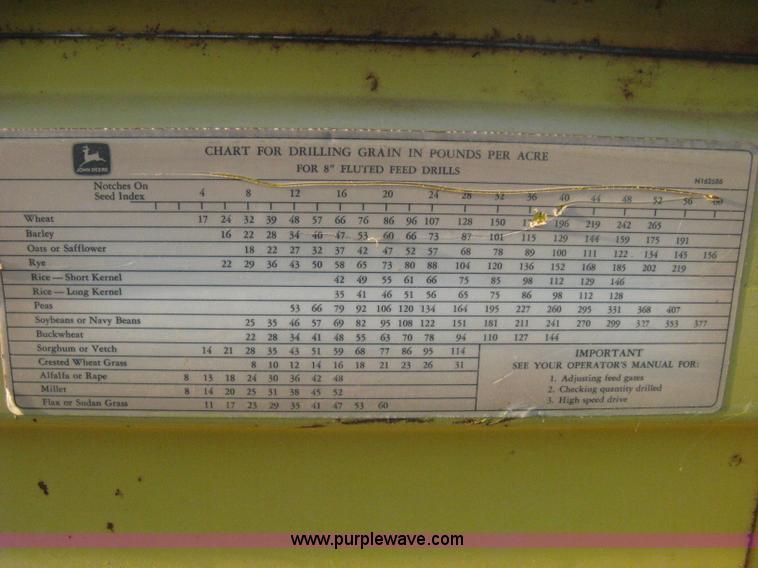 JOHN DEERE
CHART FOR DRILLING GRAIN IN POUNDS PER ACRE
FOR 8" FLUTED FEED DRILLS
N162586
Notches On
Seed Index 4 8 12 16 20 24 28 32 36 40 44 48 52 56 60
Wheat 17 24 32 39 48 57 66 76 86 96 107 128 150 196 219 242 265
Barley 16 22 28 34 40 47 53 60 66 73 87 101 115 129 144 159 175 191
Oats or Safflower 18 22 27 32 37 42 47 52 57 68 78 89 100 111 122 134 145 156
Rye 22 29 36 43 50 58 65 73 80 88 104 120 136 152 168 185 202 219
Rice — Short Kernel 42 49 55 61 66 75 85 98 112 129 146
Rice — Long Kernel 35 41 46 51 56 65 75 86 98 112 128
Peas 53 66 79 92 106 120 134 164 195 227 260 295 331 368 407
Soybeans or Navy Beans 25 35 46 57 69 82 95 108 122 151 181 211 241 270 299 327 353 377
Buckwheat 22 28 34 41 48 55 63 70 78 94 110 127 144
Sorghum or Vetch 14 21 28 35 43 51 59 68 77 86 95 114
Crested Wheat Grass 8 10 12 14 16 18 21 23 26 31
Alfalfa or Rape 8 13 18 24 30 36 42 48
Millet 8 14 20 25 31 38 45 52
Flax or Sudan Grass 11 17 23 29 35 41 47 53 60
IMPORTANT
SEE YOUR OPERATOR'S MANUAL FOR:
1. Adjusting feed gates
2. Checking quantity drilled
3. High speed drive
www.purplewave.com